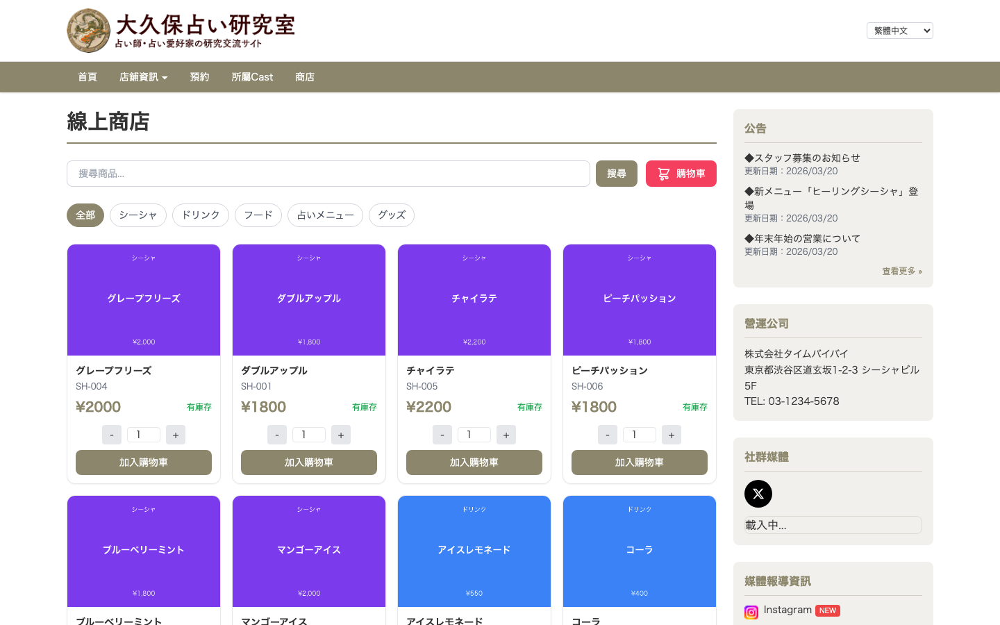 大久保占い研究室
占い師・占い愛好家の研究交流サイト
繁體中文
首頁
店鋪資訊
預約
所屬Cast
商店
線上商店
搜尋商品...
搜尋
購物車
全部
シーシャ
ドリンク
フード
占いメニュー
グッズ
シーシャ
グレープフリーズ
¥2,000
グレープフリーズ
SH-004
¥2000
有庫存
- 1 +
加入購物車
シーシャ
ダブルアップル
¥1,800
ダブルアップル
SH-001
¥1800
有庫存
- 1 +
加入購物車
シーシャ
チャイラテ
¥2,200
チャイラテ
SH-005
¥2200
有庫存
- 1 +
加入購物車
シーシャ
ピーチパッション
¥1,800
ピーチパッション
SH-006
¥1800
有庫存
- 1 +
加入購物車
シーシャ
ブルーベリーミント
¥1,800
ブルーベリーミント
シーシャ
マンゴーアイス
¥2,000
マンゴーアイス
ドリンク
アイスレモネード
¥550
アイスレモネード
ドリンク
コーラ
¥400
コーラ
公告
◆スタッフ募集のお知らせ
更新日期：2026/03/20
◆新メニュー「ヒーリングシーシャ」登
場
更新日期：2026/03/20
◆年末年始の営業について
更新日期：2026/03/20
查看更多 »
營運公司
株式会社タイムバイバイ
東京都渋谷区道玄坂1-2-3 シーシャビル
5F
TEL: 03-1234-5678
社群媒體
載入中...
媒體報導資訊
Instagram NEW